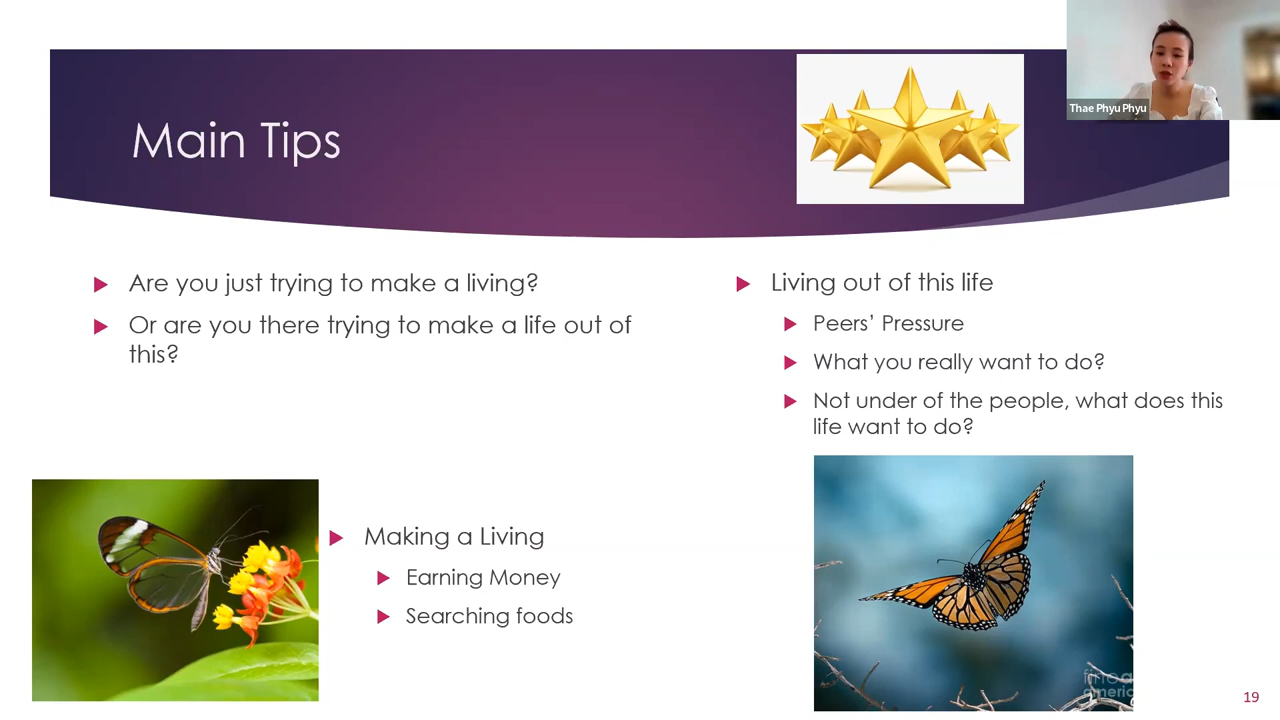 Main Tips
Thae Phyu Phyu
Are you just trying to make a living?
Or are you there trying to make a life out of
this?
Making a Living
Earning Money
Searching foods
Living out of this life
Peers' Pressure
What you really want to do?
Not under of the people, what does this
life want to do?
fineart
america
19